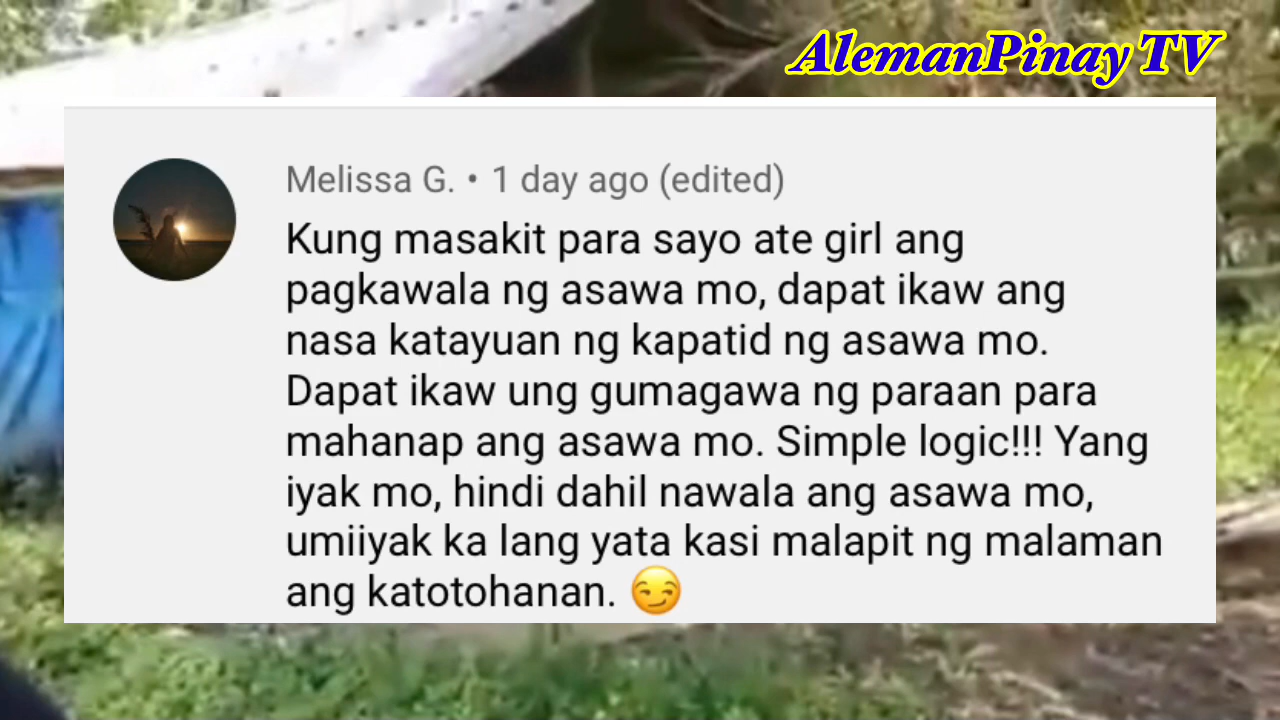 AlemanPinay TV
Melissa G. • 1 day ago (edited)
Kung masakit para sayo ate girl ang
pagkawala ng asawa mo, dapat ikaw ang
nasa katayuan ng kapatid ng asawa mo.
Dapat ikaw ung gumagawa ng paraan para
mahanap ang asawa mo. Simple logic!!! Yang
iyak mo, hindi dahil nawala ang asawa mo,
umiiyak ka lang yata kasi malapit ng malaman
ang katotohanan. 😏